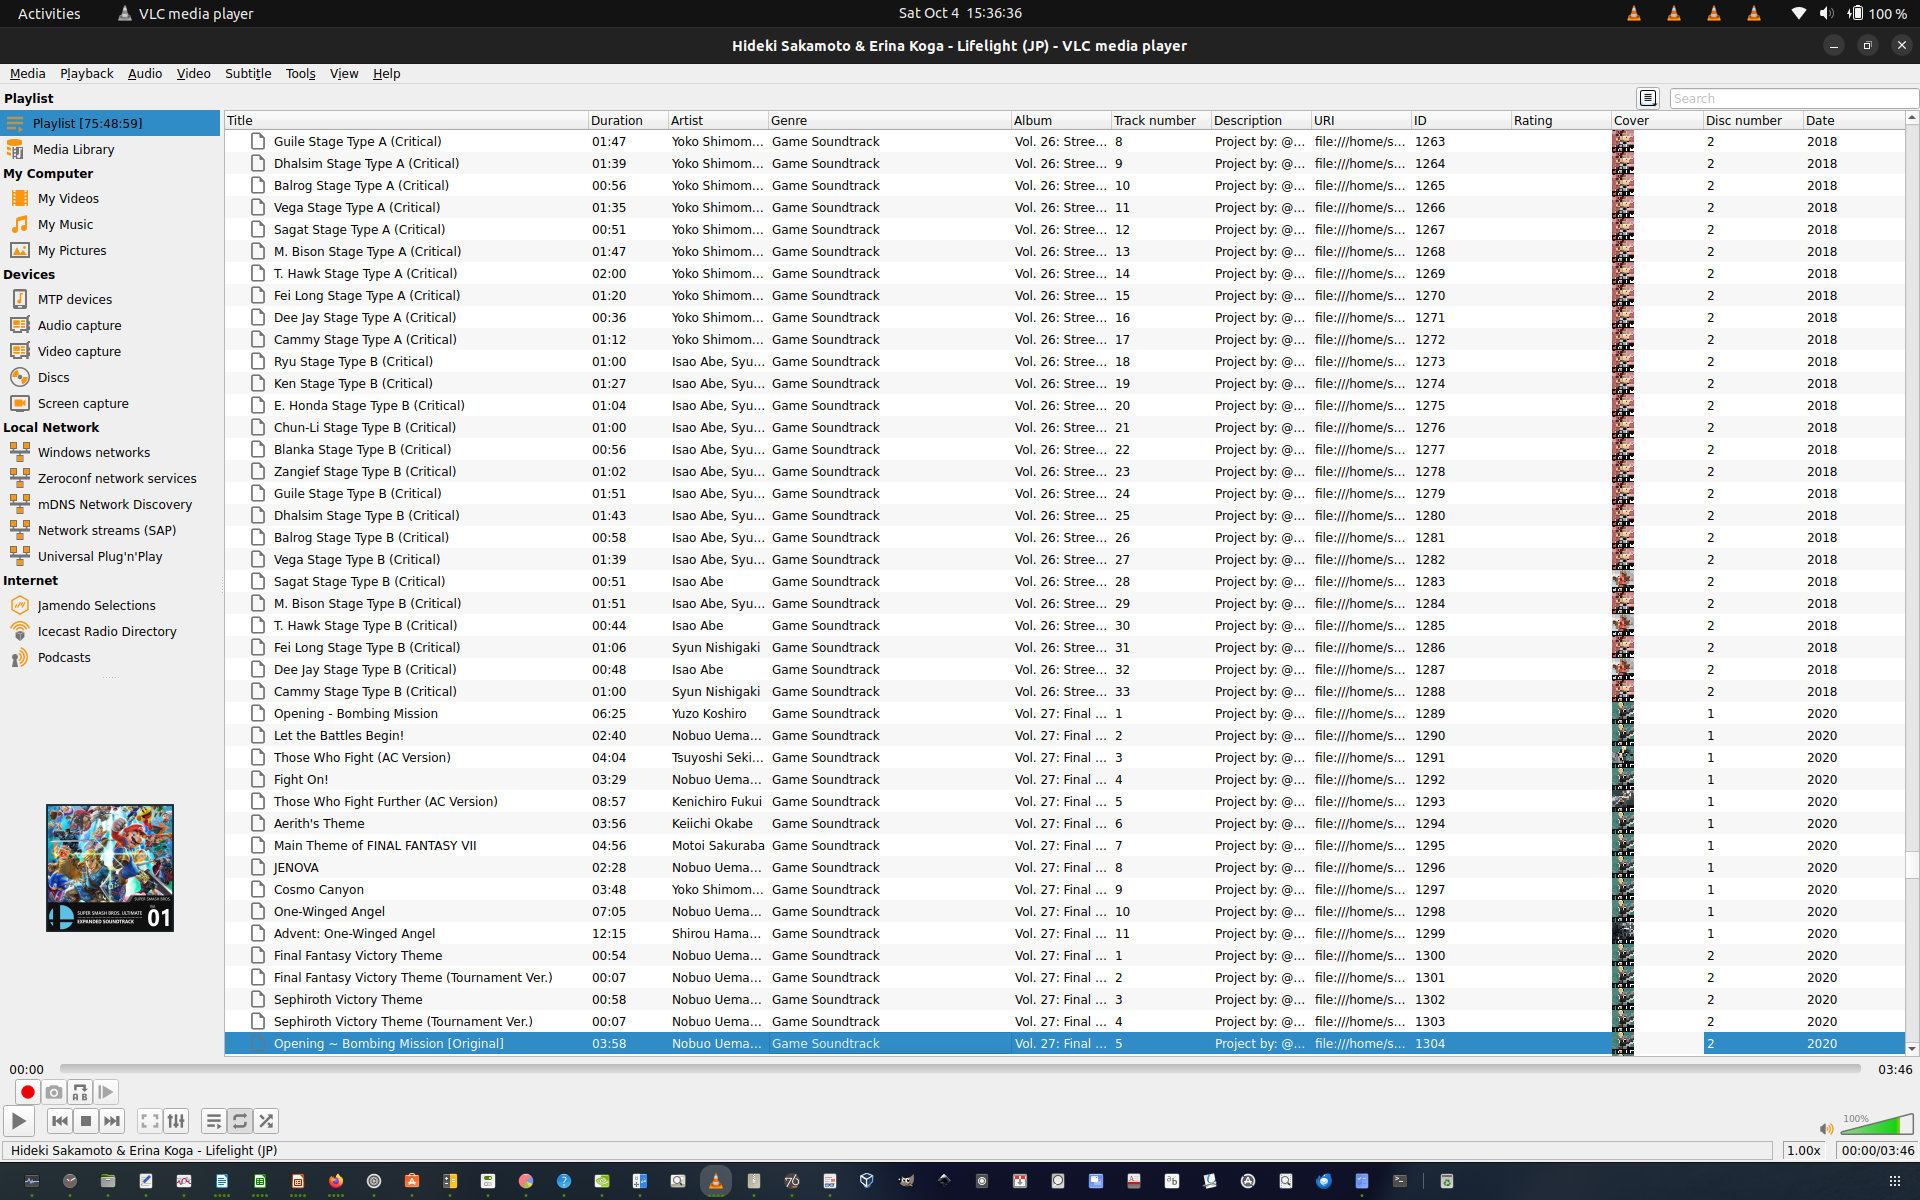 Activities VLC media player Sat Oct 4 15:36:36 100 %
Hideki Sakamoto & Erina Koga - Lifelight (JP) - VLC media player
Media Playback Audio Video Subtitle Tools View Help
Playlist
Search
Playlist [75:48:59]
Media Library
My Computer
My Videos
My Music
My Pictures
Devices
MTP devices
Audio capture
Video capture
Discs
Screen capture
Local Network
Windows networks
Zeroconf network services
mDNS Network Discovery
Network streams (SAP)
Universal Plug'n'Play
Internet
Jamendo Selections
Icecast Radio Directory
Podcasts
SUPER SMASH BROS. ULTIMATE
EXPANDED SOUNDTRACK
01
Title Duration Artist Genre Album Track number Description URI ID Rating Cover Disc number Date
Guile Stage Type A (Critical) 01:47 Yoko Shimom... Game Soundtrack Vol. 26: Stree... 8 Project by: @... file:///home/s... 1263 2 2018
Dhalsim Stage Type A (Critical) 01:39 Yoko Shimom... Game Soundtrack Vol. 26: Stree... 9 Project by: @... file:///home/s... 1264 2 2018
Balrog Stage Type A (Critical) 00:56 Yoko Shimom... Game Soundtrack Vol. 26: Stree... 10 Project by: @... file:///home/s... 1265 2 2018
Vega Stage Type A (Critical) 01:35 Yoko Shimom... Game Soundtrack Vol. 26: Stree... 11 Project by: @... file:///home/s... 1266 2 2018
Sagat Stage Type A (Critical) 00:51 Yoko Shimom... Game Soundtrack Vol. 26: Stree... 12 Project by: @... file:///home/s... 1267 2 2018
M. Bison Stage Type A (Critical) 01:47 Yoko Shimom... Game Soundtrack Vol. 26: Stree... 13 Project by: @... file:///home/s... 1268 2 2018
T. Hawk Stage Type A (Critical) 02:00 Yoko Shimom... Game Soundtrack Vol. 26: Stree... 14 Project by: @... file:///home/s... 1269 2 2018
Fei Long Stage Type A (Critical) 01:20 Yoko Shimom... Game Soundtrack Vol. 26: Stree... 15 Project by: @... file:///home/s... 1270 2 2018
Dee Jay Stage Type A (Critical) 00:36 Yoko Shimom... Game Soundtrack Vol. 26: Stree... 16 Project by: @... file:///home/s... 1271 2 2018
Cammy Stage Type A (Critical) 01:12 Yoko Shimom... Game Soundtrack Vol. 26: Stree... 17 Project by: @... file:///home/s... 1272 2 2018
Ryu Stage Type B (Critical) 01:00 Isao Abe, Syu... Game Soundtrack Vol. 26: Stree... 18 Project by: @... file:///home/s... 1273 2 2018
Ken Stage Type B (Critical) 01:27 Isao Abe, Syu... Game Soundtrack Vol. 26: Stree... 19 Project by: @... file:///home/s... 1274 2 2018
E. Honda Stage Type B (Critical) 01:04 Isao Abe, Syu... Game Soundtrack Vol. 26: Stree... 20 Project by: @... file:///home/s... 1275 2 2018
Chun-Li Stage Type B (Critical) 01:00 Isao Abe, Syu... Game Soundtrack Vol. 26: Stree... 21 Project by: @... file:///home/s... 1276 2 2018
Blanka Stage Type B (Critical) 00:56 Isao Abe, Syu... Game Soundtrack Vol. 26: Stree... 22 Project by: @... file:///home/s... 1277 2 2018
Zangief Stage Type B (Critical) 01:02 Isao Abe, Syu... Game Soundtrack Vol. 26: Stree... 23 Project by: @... file:///home/s... 1278 2 2018
Guile Stage Type B (Critical) 01:51 Isao Abe, Syu... Game Soundtrack Vol. 26: Stree... 24 Project by: @... file:///home/s... 1279 2 2018
Dhalsim Stage Type B (Critical) 01:43 Isao Abe, Syu... Game Soundtrack Vol. 26: Stree... 25 Project by: @... file:///home/s... 1280 2 2018
Balrog Stage Type B (Critical) 00:58 Isao Abe, Syu... Game Soundtrack Vol. 26: Stree... 26 Project by: @... file:///home/s... 1281 2 2018
Vega Stage Type B (Critical) 01:39 Isao Abe, Syu... Game Soundtrack Vol. 26: Stree... 27 Project by: @... file:///home/s... 1282 2 2018
Sagat Stage Type B (Critical) 00:51 Isao Abe Game Soundtrack Vol. 26: Stree... 28 Project by: @... file:///home/s... 1283 2 2018
M. Bison Stage Type B (Critical) 01:51 Isao Abe, Syu... Game Soundtrack Vol. 26: Stree... 29 Project by: @... file:///home/s... 1284 2 2018
T. Hawk Stage Type B (Critical) 00:44 Isao Abe Game Soundtrack Vol. 26: Stree... 30 Project by: @... file:///home/s... 1285 2 2018
Fei Long Stage Type B (Critical) 01:06 Syun Nishigaki Game Soundtrack Vol. 26: Stree... 31 Project by: @... file:///home/s... 1286 2 2018
Dee Jay Stage Type B (Critical) 00:48 Isao Abe Game Soundtrack Vol. 26: Stree... 32 Project by: @... file:///home/s... 1287 2 2018
Cammy Stage Type B (Critical) 01:00 Syun Nishigaki Game Soundtrack Vol. 26: Stree... 33 Project by: @... file:///home/s... 1288 2 2018
Opening - Bombing Mission 06:25 Yuzo Koshiro Game Soundtrack Vol. 27: Final ... 1 Project by: @... file:///home/s... 1289 1 2020
Let the Battles Begin! 02:40 Nobuo Uema... Game Soundtrack Vol. 27: Final ... 2 Project by: @... file:///home/s... 1290 1 2020
Those Who Fight (AC Version) 04:04 Tsuyoshi Seki... Game Soundtrack Vol. 27: Final ... 3 Project by: @... file:///home/s... 1291 1 2020
Fight On! 03:29 Nobuo Uema... Game Soundtrack Vol. 27: Final ... 4 Project by: @... file:///home/s... 1292 1 2020
Those Who Fight Further (AC Version) 08:57 Kenichiro Fukui Game Soundtrack Vol. 27: Final ... 5 Project by: @... file:///home/s... 1293 1 2020
Aerith's Theme 03:56 Keiichi Okabe Game Soundtrack Vol. 27: Final ... 6 Project by: @... file:///home/s... 1294 1 2020
Main Theme of FINAL FANTASY VII 04:56 Motoi Sakuraba Game Soundtrack Vol. 27: Final ... 7 Project by: @... file:///home/s... 1295 1 2020
JENOVA 02:28 Nobuo Uema... Game Soundtrack Vol. 27: Final ... 8 Project by: @... file:///home/s... 1296 1 2020
Cosmo Canyon 03:48 Yoko Shimom... Game Soundtrack Vol. 27: Final ... 9 Project by: @... file:///home/s... 1297 1 2020
One-Winged Angel 07:05 Nobuo Uema... Game Soundtrack Vol. 27: Final ... 10 Project by: @... file:///home/s... 1298 1 2020
Advent: One-Winged Angel 12:15 Shirou Hama... Game Soundtrack Vol. 27: Final ... 11 Project by: @... file:///home/s... 1299 1 2020
Final Fantasy Victory Theme 00:54 Nobuo Uema... Game Soundtrack Vol. 27: Final ... 1 Project by: @... file:///home/s... 1300 2 2020
Final Fantasy Victory Theme (Tournament Ver.) 00:07 Nobuo Uema... Game Soundtrack Vol. 27: Final ... 2 Project by: @... file:///home/s... 1301 2 2020
Sephiroth Victory Theme 00:58 Nobuo Uema... Game Soundtrack Vol. 27: Final ... 3 Project by: @... file:///home/s... 1302 2 2020
Sephiroth Victory Theme (Tournament Ver.) 00:07 Nobuo Uema... Game Soundtrack Vol. 27: Final ... 4 Project by: @... file:///home/s... 1303 2 2020
Opening ~ Bombing Mission [Original] 03:58 Nobuo Uema... Game Soundtrack Vol. 27: Final ... 5 Project by: @... file:///home/s... 1304 2 2020
00:00 03:46
100%
Hideki Sakamoto & Erina Koga - Lifelight (JP) 1.00x 00:00/03:46